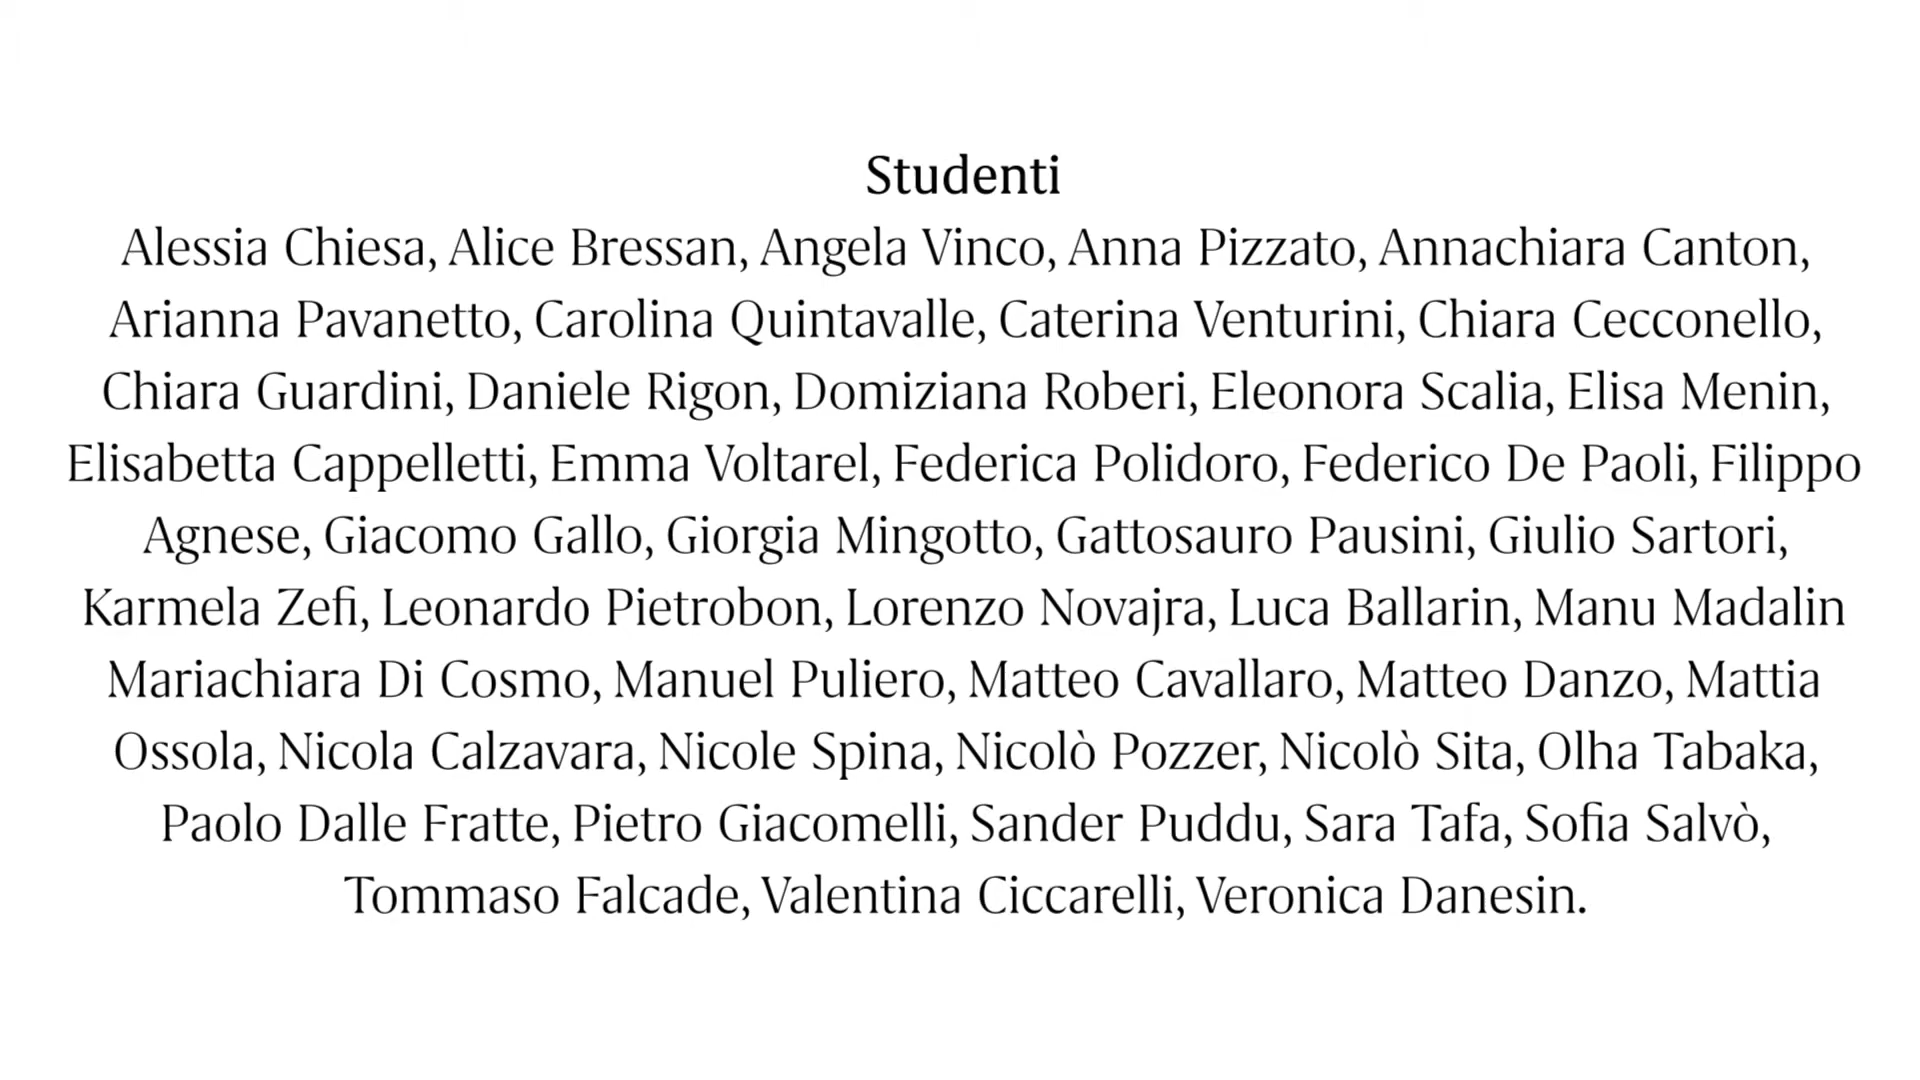 Studenti
Alessia Chiesa, Alice Bressan, Angela Vinco, Anna Pizzato, Annachiara Canton,
Arianna Pavanetto, Carolina Quintavalle, Caterina Venturini, Chiara Cecconello,
Chiara Guardini, Daniele Rigon, Domiziana Roberi, Eleonora Scalia, Elisa Menin,
Elisabetta Cappelletti, Emma Voltarel, Federica Polidoro, Federico De Paoli, Filippo
Agnese, Giacomo Gallo, Giorgia Mingotto, Gattosauro Pausini, Giulio Sartori,
Karmela Zefi, Leonardo Pietrobon, Lorenzo Novajra, Luca Ballarin, Manu Madalin
Mariachiara Di Cosmo, Manuel Puliero, Matteo Cavallaro, Matteo Danzo, Mattia
Ossola, Nicola Calzavara, Nicole Spina, Nicolò Pozzer, Nicolò Sita, Olha Tabaka,
Paolo Dalle Fratte, Pietro Giacomelli, Sander Puddu, Sara Tafa, Sofia Salvò,
Tommaso Falcade, Valentina Ciccarelli, Veronica Danesin.